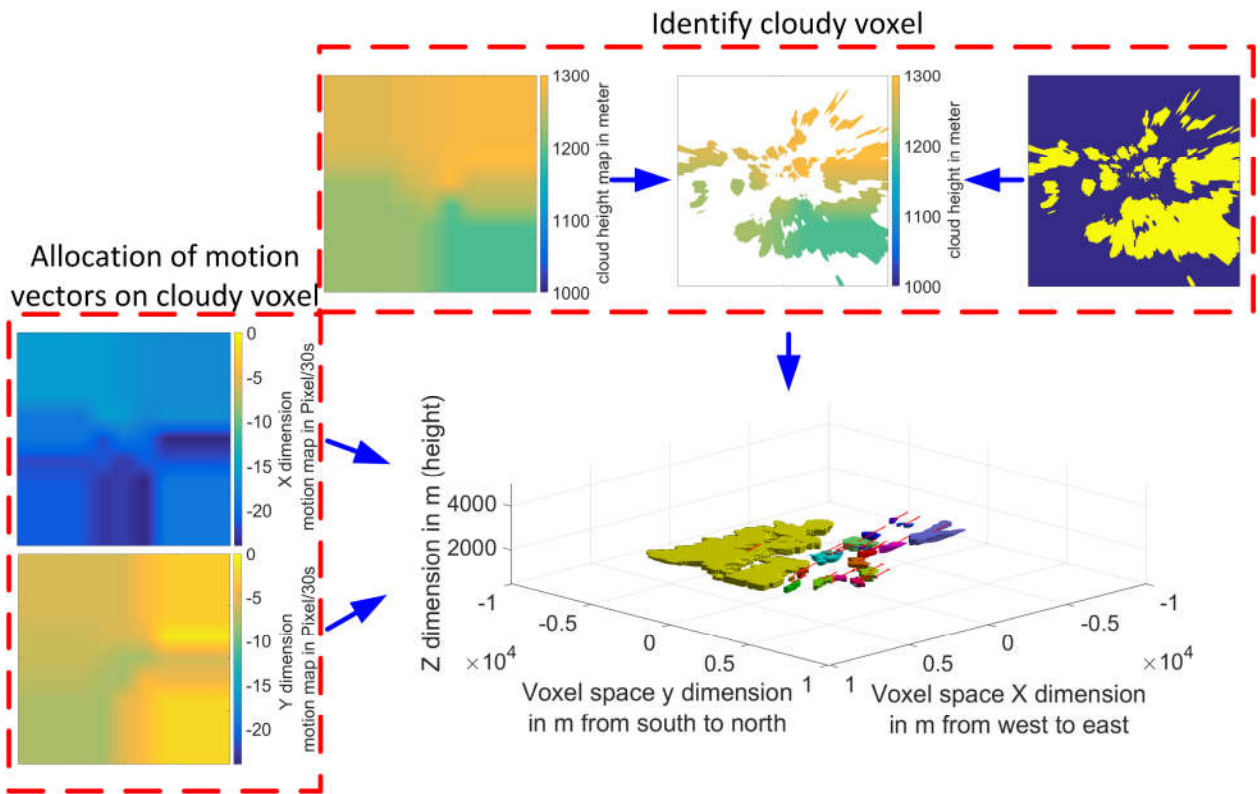 Identify cloudy voxel
1300
1200
1100
1000
cloud height map in meter
1300
1200
1100
1000
cloud height in meter
Allocation of motion
vectors on cloudy voxel
0
-5
-10
-15
-20
X dimension
motion map in Pixel/30s
0
-5
-10
-15
-20
Y dimension
motion map in Pixel/30s
Z dimension in m (height)
4000
2000
-1
-0.5
0
0.5
1
×10^4
Voxel space y dimension
in m from south to north
-1
-0.5
0
0.5
1
×10^4
Voxel space X dimension
in m from west to east